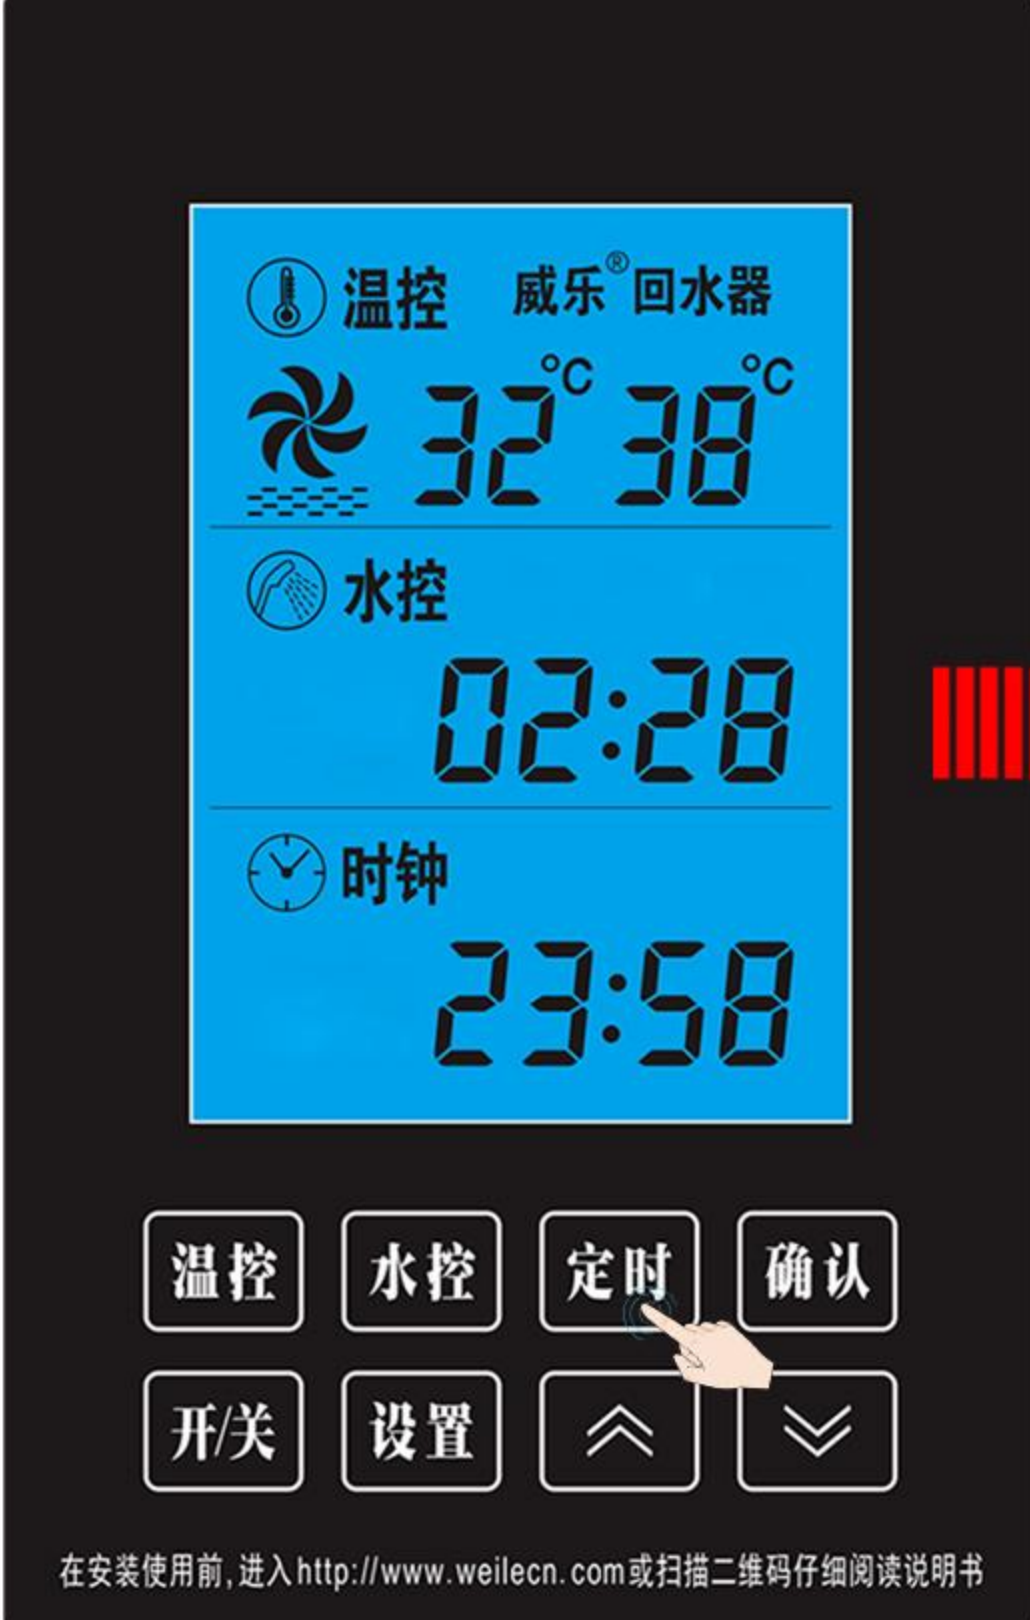 温控 威乐®回水器
32°C 38°C
水控
02:28
时钟
23:58
温控 水控 定时 确认
开/关 设置
在安装使用前,进入http://www.weilecn.com或扫描二维码仔细阅读说明书